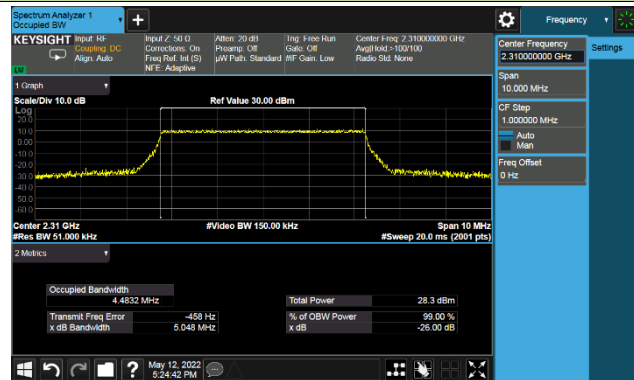 Spectrum Analyzer 1
Occupied BW
Frequency
KEYSIGHT Input: RF
Coupling: DC
Align: Auto
Input Z: 50 Ω
Corrections: On
Freq Ref: Int (S)
NFE: Adaptive
Atten: 20 dB
Preamp: Off
µW Path: Standard
Trig: Free Run
Gate: Off
#IF Gain: Low
Center Freq: 2.310000000 GHz
Avg|Hold:>100/100
Radio Std: None
LVI
1 Graph
Scale/Div 10.0 dB
Ref Value 30.00 dBm
Log
20.0
10.0
0.00
-10.0
-20.0
-30.0
-40.0
-50.0
-60.0
Center 2.31 GHz
#Video BW 150.00 kHz
Span 10 MHz
#Res BW 51.000 kHz
#Sweep 20.0 ms (2001 pts)
2 Metrics
Occupied Bandwidth
4.4832 MHz
Total Power 28.3 dBm
Transmit Freq Error -458 Hz
% of OBW Power 99.00 %
x dB Bandwidth 5.048 MHz
x dB -26.00 dB
May 12, 2022
5:24:42 PM
Center Frequency
2.310000000 GHz
Settings
Span
10.000 MHz
CF Step
1.000000 MHz
Auto
Man
Freq Offset
0 Hz